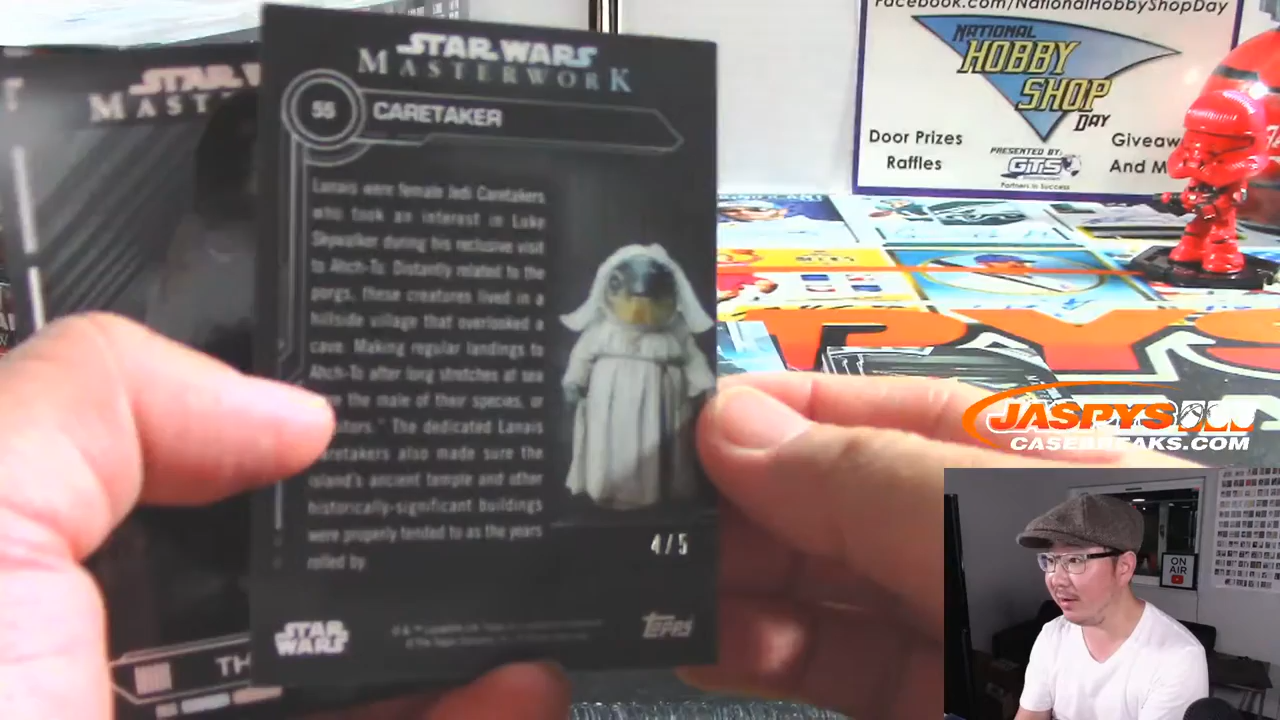 STAR WARS
MASTERWORK
55
CARETAKER
Lanais were female Jedi Caretakers
who took an interest in Luke
Skywalker during his reclusive visit
to Ahch-To. Distantly related to the
porgs, these creatures lived in a
hillside village that overlooked a
cave. Making regular landings to
Ahch-To after long stretches at sea
the male of their species, or
The dedicated Lanais
also made sure the
island's ancient temple and other
historically-significant buildings
were properly tended to as the years
rolled by.
4/5
STAR WARS
Topps
STAR W
MAST
TH
Facebook.com/NationalHobbyShopDay
NATIONAL
HOBBY
SHOP
DAY
Door Prizes
Raffles
Giveaw
And M
PRESENTED BY:
GTS
Partners in Success
PYS
JASPYS
CASEBREAKS.COM
ON
AIR